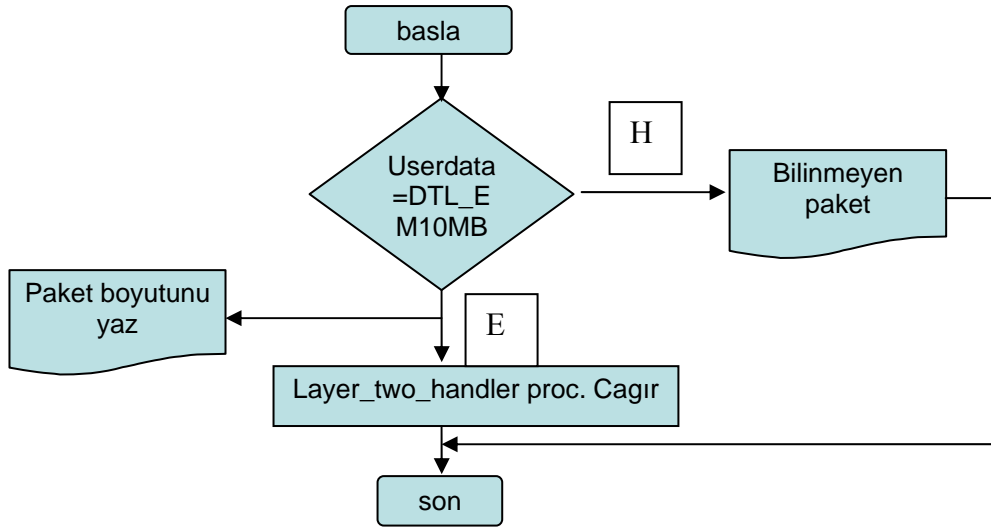 basla
Userdata
=DTL_E
M10MB
H
Bilinmeyen
paket
Paket boyutunu
yaz
E
Layer_two_handler proc. Cagır
son